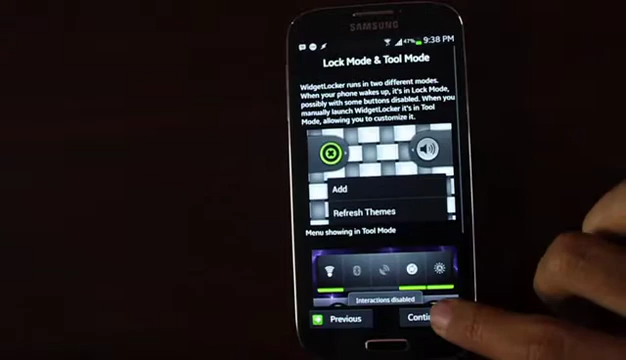 SAMSUNG
47% 9:38 PM
Lock Mode & Tool Mode
WidgetLocker runs in two different modes.
When your phone wakes up, it's in Lock Mode,
possibly with some buttons disabled. When you
manually launch WidgetLocker it's in Tool
Mode, allowing you to customize it.
Add
Refresh Themes
Menu showing in Tool Mode
Interactions disabled
Previous
Contin